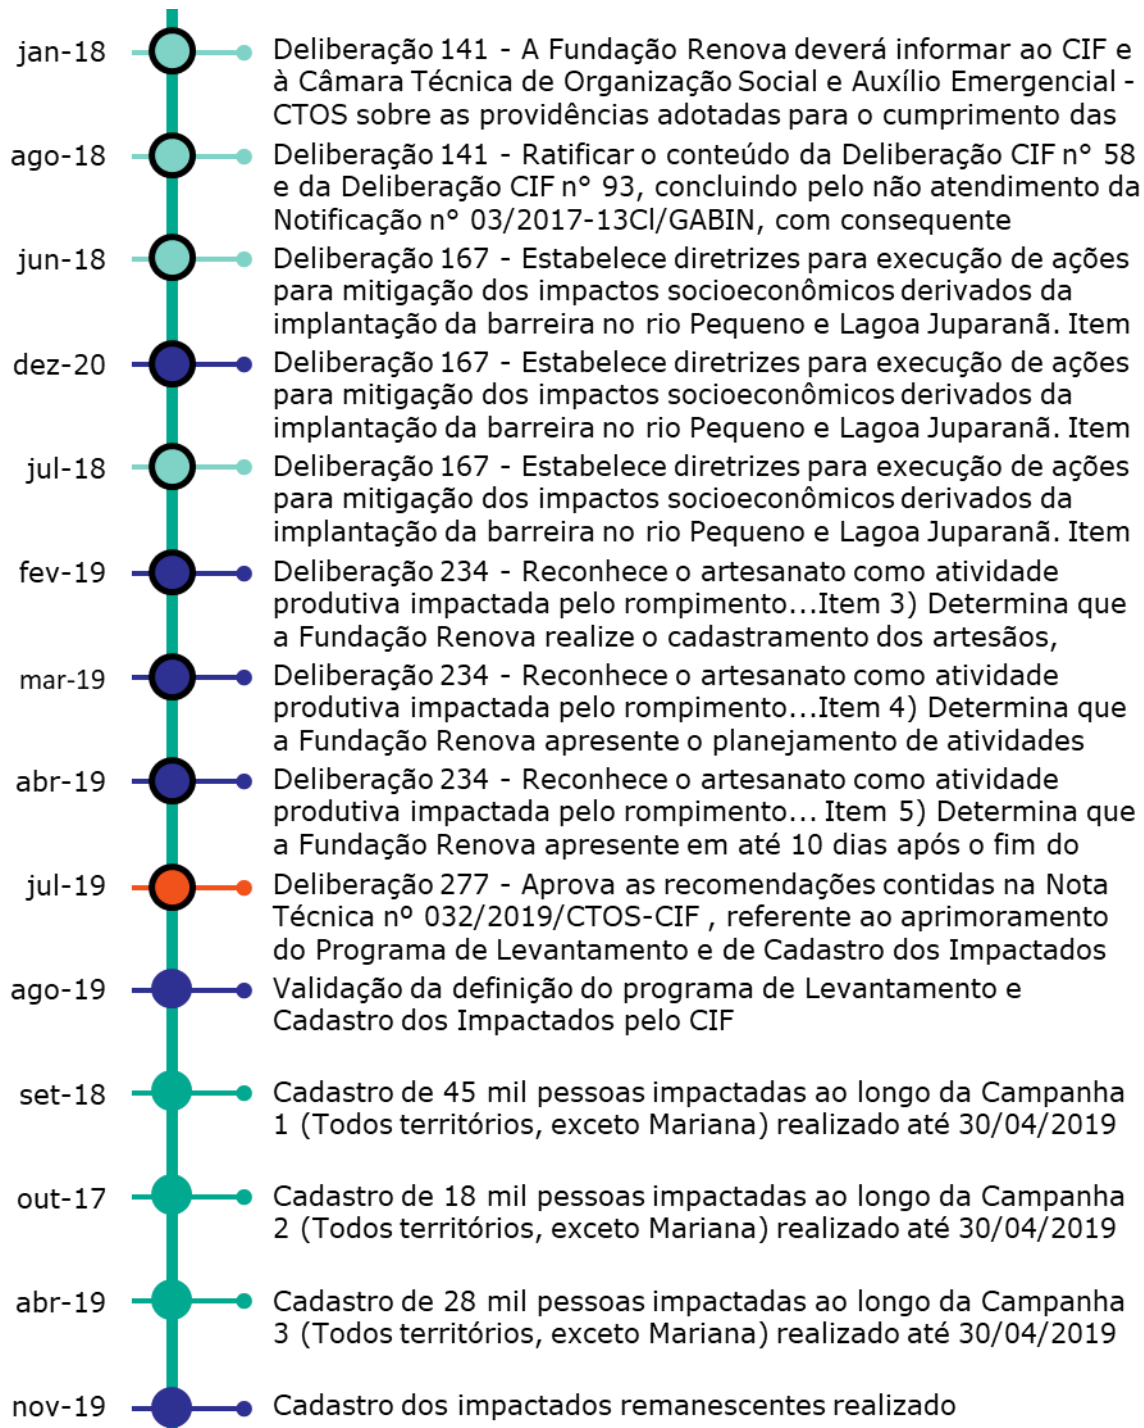 jan-18
Deliberação 141 - A Fundação Renova deverá informar ao CIF e
à Câmara Técnica de Organização Social e Auxílio Emergencial -
CTOS sobre as providências adotadas para o cumprimento das
ago-18
Deliberação 141 - Ratificar o conteúdo da Deliberação CIF n° 58
e da Deliberação CIF n° 93, concluindo pelo não atendimento da
Notificação n° 03/2017-13Cl/GABIN, com consequente
jun-18
Deliberação 167 - Estabelece diretrizes para execução de ações
para mitigação dos impactos socioeconômicos derivados da
implantação da barreira no rio Pequeno e Lagoa Juparanã. Item
dez-20
Deliberação 167 - Estabelece diretrizes para execução de ações
para mitigação dos impactos socioeconômicos derivados da
implantação da barreira no rio Pequeno e Lagoa Juparanã. Item
jul-18
Deliberação 167 - Estabelece diretrizes para execução de ações
para mitigação dos impactos socioeconômicos derivados da
implantação da barreira no rio Pequeno e Lagoa Juparanã. Item
fev-19
Deliberação 234 - Reconhece o artesanato como atividade
produtiva impactada pelo rompimento...Item 3) Determina que
a Fundação Renova realize o cadastramento dos artesãos,
mar-19
Deliberação 234 - Reconhece o artesanato como atividade
produtiva impactada pelo rompimento...Item 4) Determina que
a Fundação Renova apresente o planejamento de atividades
abr-19
Deliberação 234 - Reconhece o artesanato como atividade
produtiva impactada pelo rompimento... Item 5) Determina que
a Fundação Renova apresente em até 10 dias após o fim do
jul-19
Deliberação 277 - Aprova as recomendações contidas na Nota
Técnica nº 032/2019/CTOS-CIF , referente ao aprimoramento
do Programa de Levantamento e de Cadastro dos Impactados
ago-19
Validação da definição do programa de Levantamento e
Cadastro dos Impactados pelo CIF
set-18
Cadastro de 45 mil pessoas impactadas ao longo da Campanha
1 (Todos territórios, exceto Mariana) realizado até 30/04/2019
out-17
Cadastro de 18 mil pessoas impactadas ao longo da Campanha
2 (Todos territórios, exceto Mariana) realizado até 30/04/2019
abr-19
Cadastro de 28 mil pessoas impactadas ao longo da Campanha
3 (Todos territórios, exceto Mariana) realizado até 30/04/2019
nov-19
Cadastro dos impactados remanescentes realizado